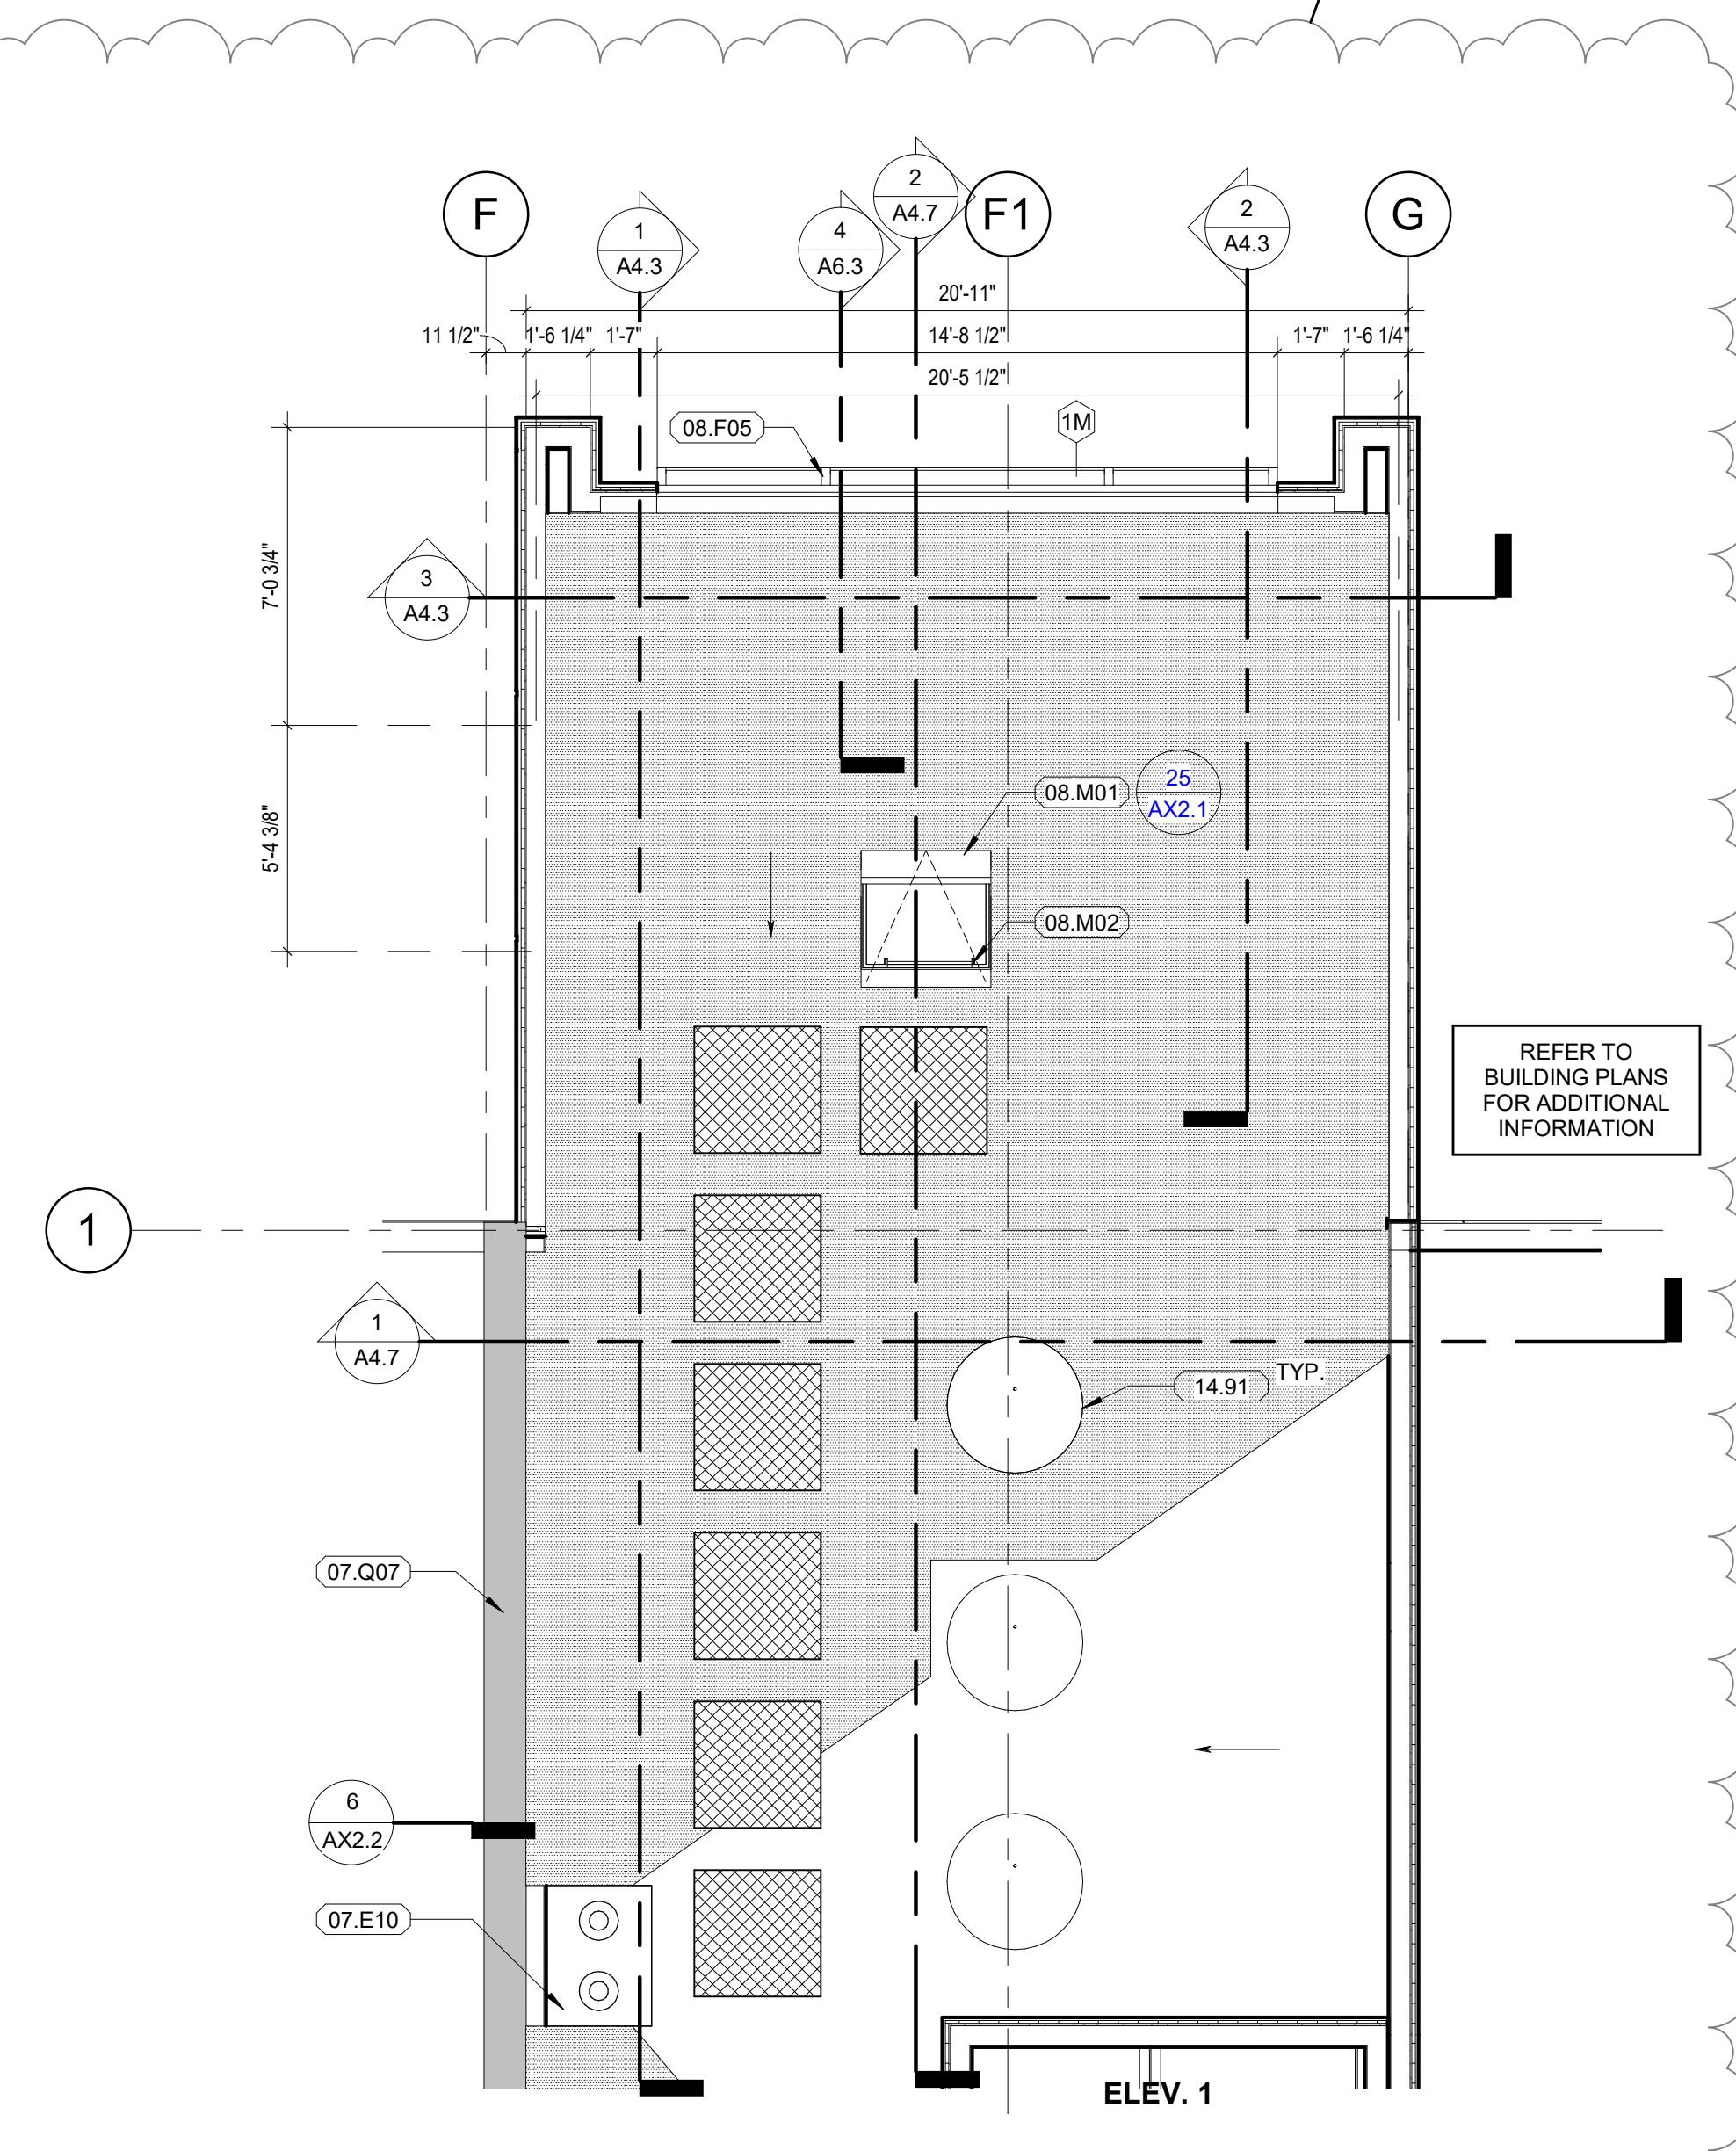 F
1
A4.3
4
A6.3
2
A4.7
F1
2
A4.3
G
20'-11"
11 1/2"
1'-6 1/4"
1'-7"
14'-8 1/2"
1'-7"
1'-6 1/4"
20'-5 1/2"
08.F05
1M
7'-0 3/4"
3
A4.3
5'-4 3/8"
08.M01
25
AX2.1
08.M02
REFER TO
BUILDING PLANS
FOR ADDITIONAL
INFORMATION
1
1
A4.7
14.91
TYP.
07.Q07
6
AX2.2
07.E10
ELEV. 1